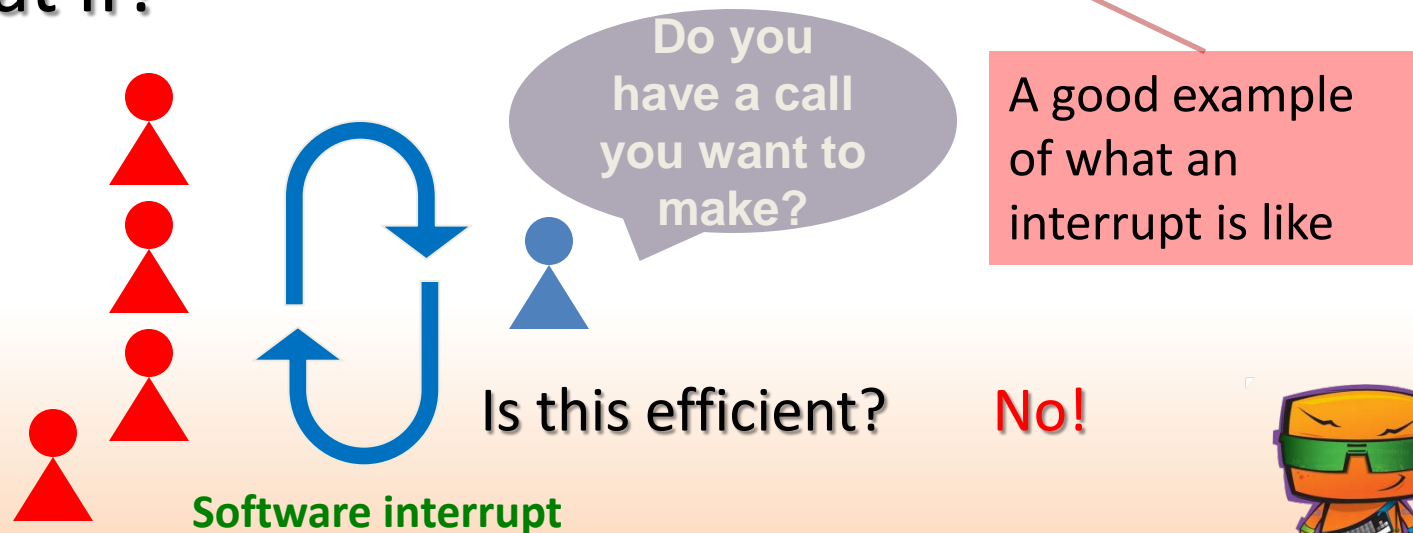 Do you
have a call
you want to
make?
A good example
of what an
interrupt is like
Is this efficient? No!
Software interrupt